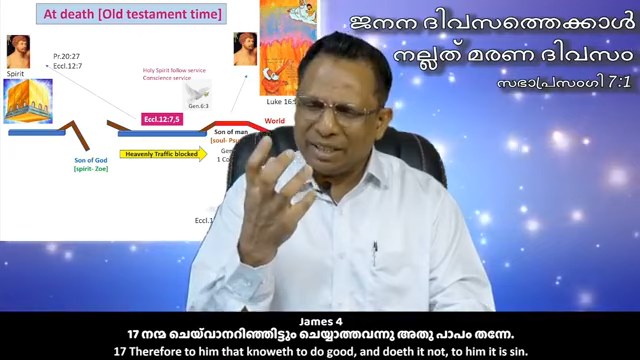 At death [Old testament time]
ജനന ദിവസത്തെക്കാൾ
നല്ലത് മരണ ദിവസം
സഭാപ്രസംഗി 7:1
Pr.20:27
Eccl.12:7
Spirit
Holy Spirit follow service
Conscience service
Gen.6:3
Luke 16:
Eccl.12:7,5
World
Son of man
[soul-
Son of God
[spirit- Zoe]
Heavenly Traffic blocked
1
Eccl.
James 4
17 നന്മ ചെയ്‌വാനറിഞ്ഞിട്ടും ചെയ്യാത്തവന്നു അതു പാപം തന്നേ.
17 Therefore to him that knoweth to do good, and doeth it not, to him it is sin.